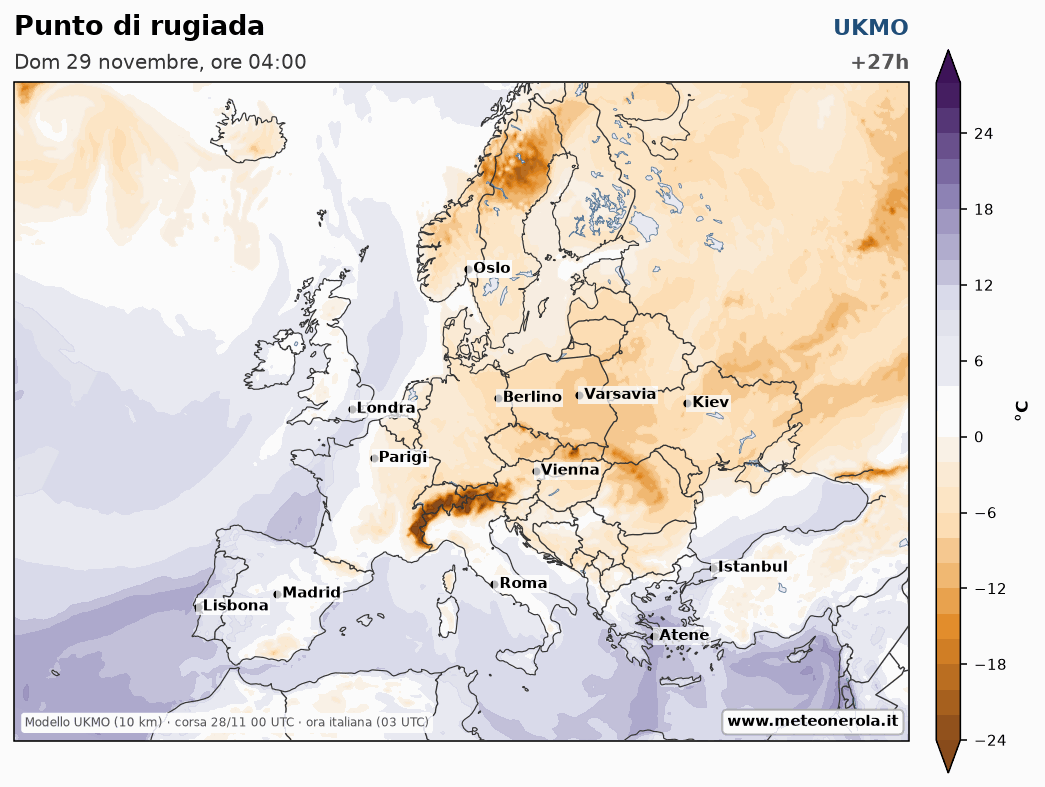 Punto di rugiada
UKMO
Dom 29 novembre, ore 04:00
+27h
24
18
12
6
0
−6
−12
−18
−24
°C
Oslo
Berlino
Varsavia
Kiev
Londra
Parigi
Vienna
Istanbul
Roma
Madrid
Lisbona
Atene
Modello UKMO (10 km) · corsa 28/11 00 UTC · ora italiana (03 UTC)
www.meteonerola.it